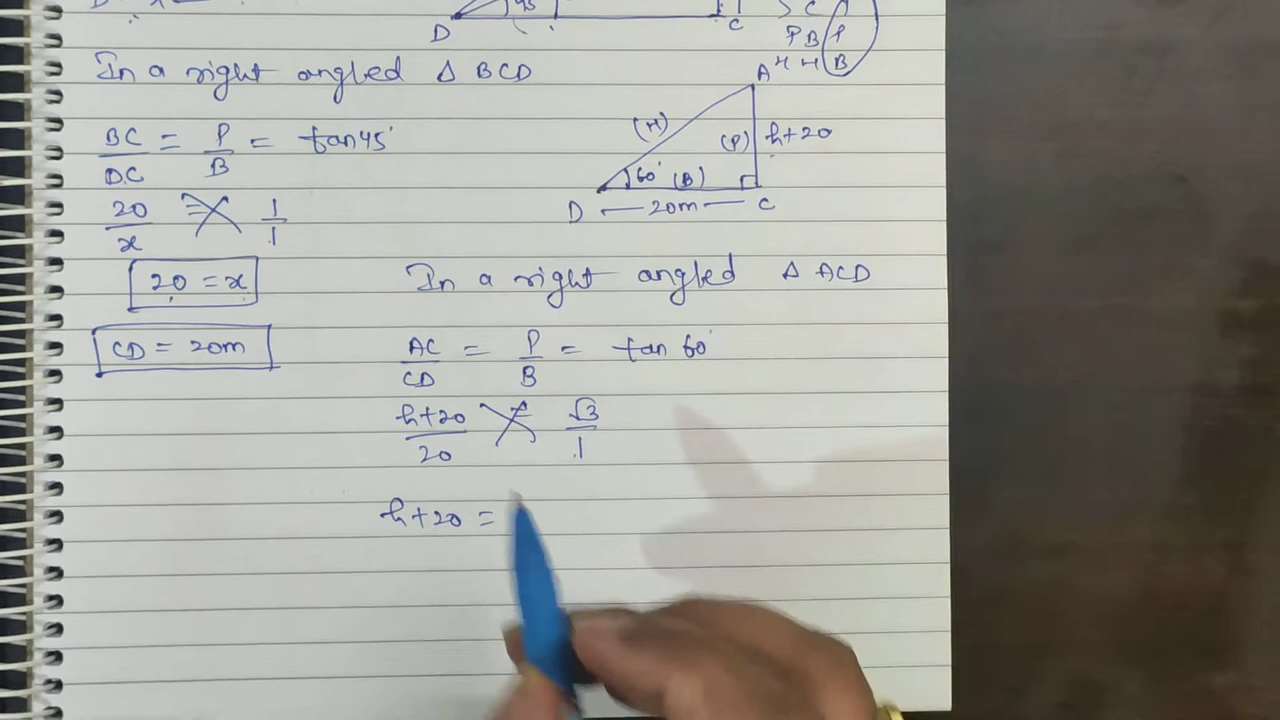 D 45 C > C
P B P
H H B
In a right angled Δ BCD
A
BC/DC = P/B = tan45°
(H) (P) h+20
60° (B)
D 20m C
20/x = 1/1
20 = x
In a right angled Δ ACD
CD = 20m
AC/CD = P/B = tan 60°
h+20/20 = √3/1
h+20 =